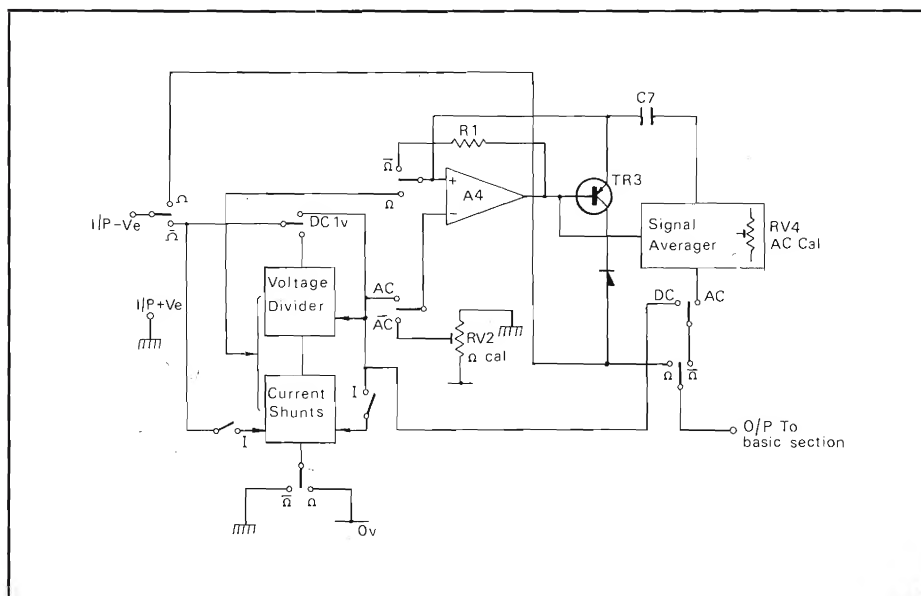 C7
R1
Ω̅
TR3
+
A4
−
Ω
Ω
I/P-Ve
Ω̅
DC 1v
Signal
Averager
RV4
AC Cal
Voltage
Divider
AC
DC
AC
I/P+Ve
A̅C̅
RV2
Ω cal
Ω
Ω̅
Current
Shunts
I
I
O/P To
basic section
Ω̅
Ω
0v